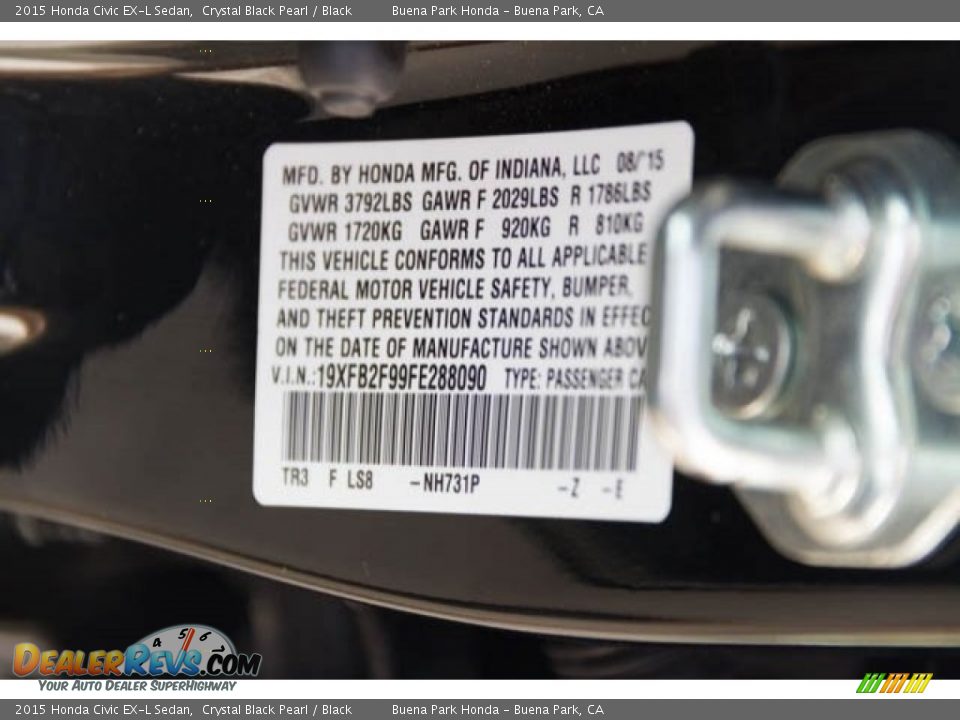 2015 Honda Civic EX-L Sedan, Crystal Black Pearl / Black Buena Park Honda - Buena Park, CA
MFD. BY HONDA MFG. OF INDIANA, LLC 08/'15
GVWR 3792LBS GAWR F 2029LBS R 1786LBS
GVWR 1720KG GAWR F 920KG R 810KG
THIS VEHICLE CONFORMS TO ALL APPLICABLE
FEDERAL MOTOR VEHICLE SAFETY, BUMPER,
AND THEFT PREVENTION STANDARDS IN EFFEC
ON THE DATE OF MANUFACTURE SHOWN ABOV
V.I.N.:19XFB2F99FE288090 TYPE: PASSENGER CA
TR3 F LS8 -NH731P -Z -E
4 5 6
DealerRevs.com
Your Auto Dealer SuperHighway
2015 Honda Civic EX-L Sedan, Crystal Black Pearl / Black Buena Park Honda - Buena Park, CA